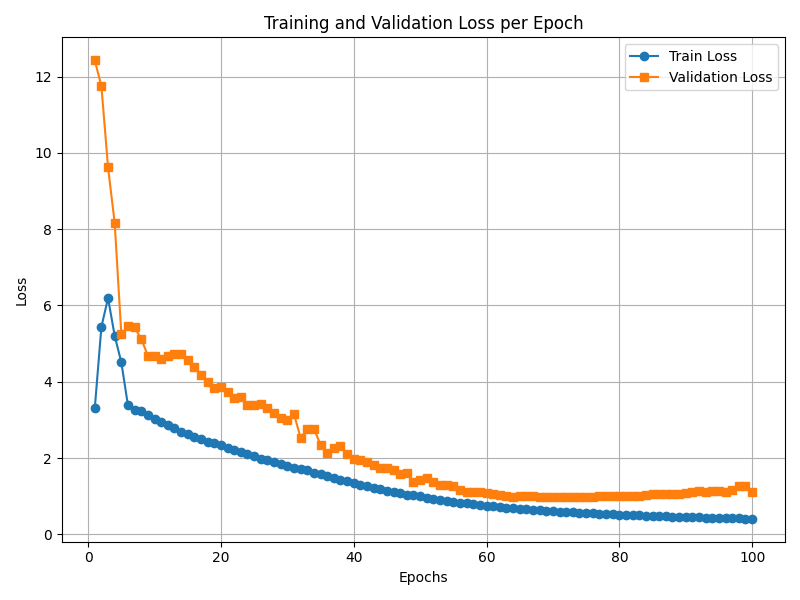 Training and Validation Loss per Epoch
Train Loss
Validation Loss
12
10
8
6
4
2
0
Loss
0 20 40 60 80 100
Epochs